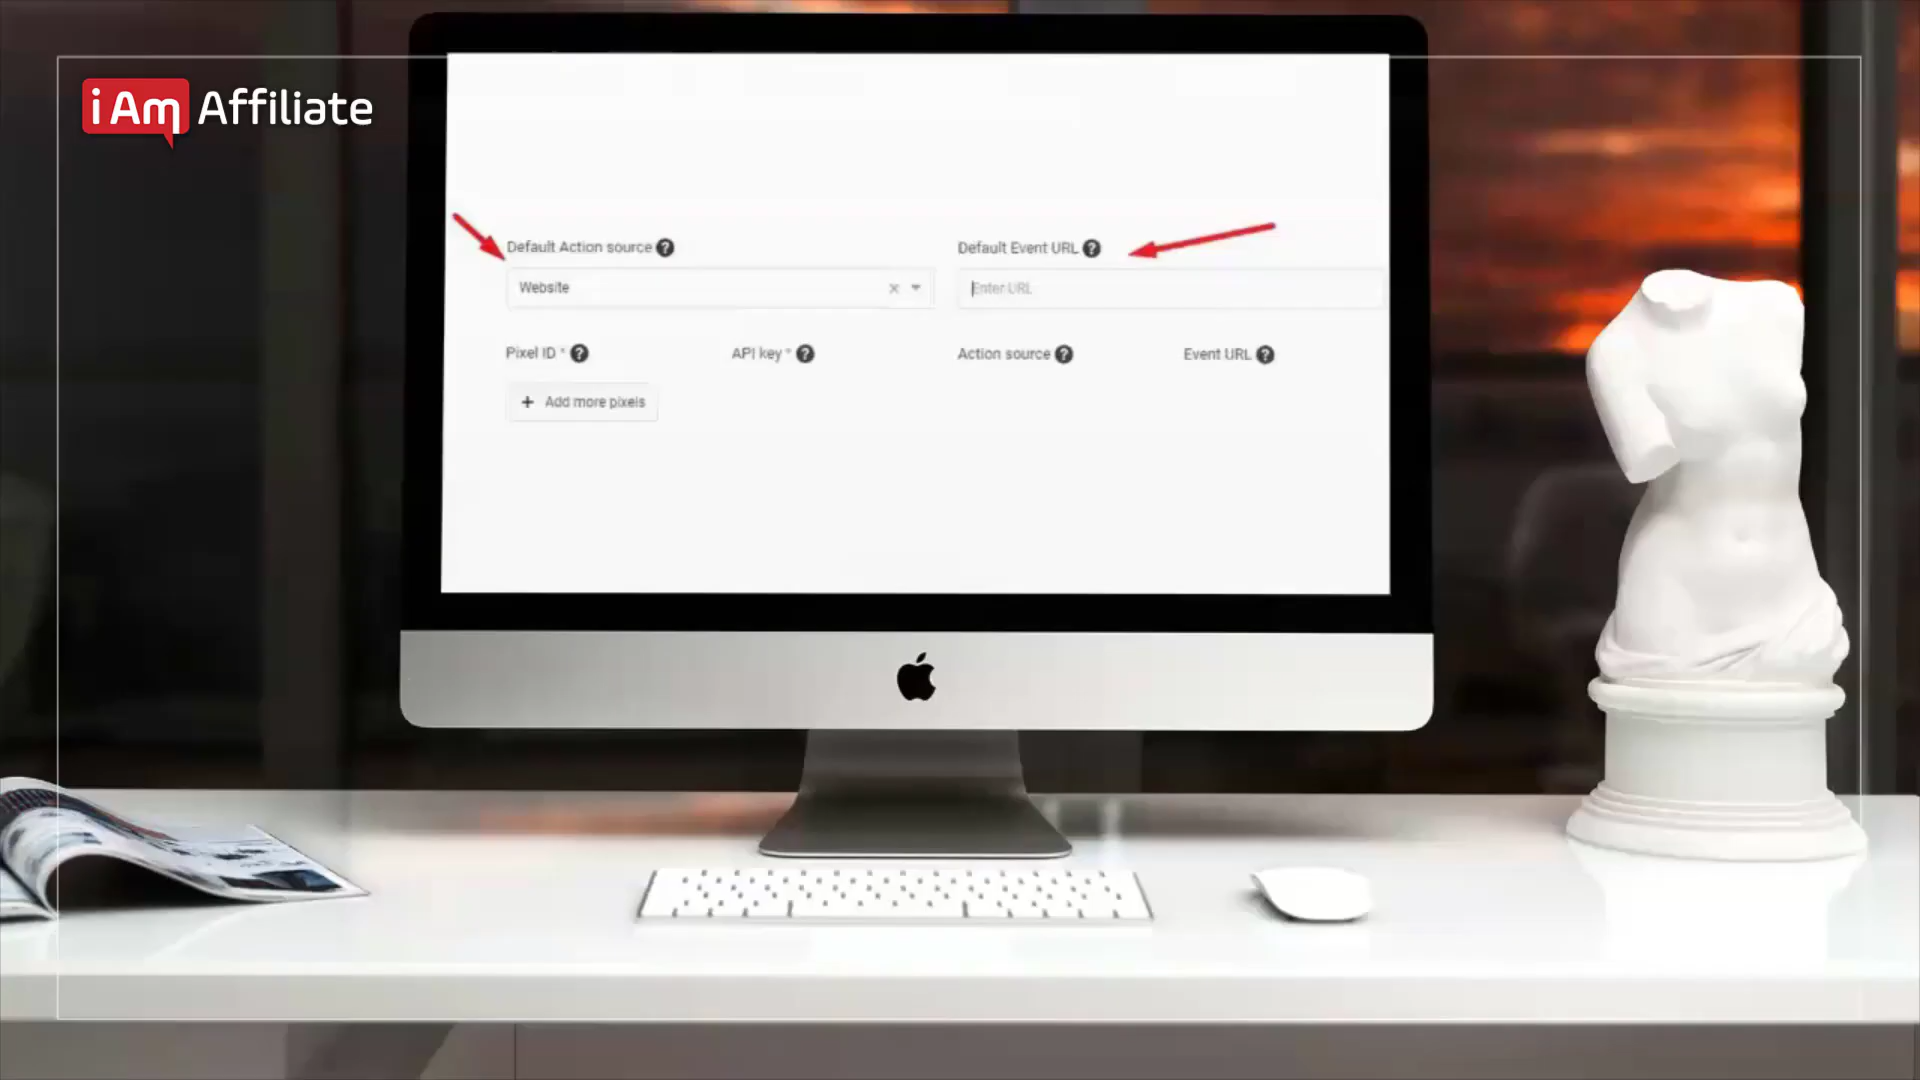 i Am Affiliate
Default Action source ?
Default Event URL ?
Website
Enter URL
Pixel ID * ?
API key * ?
Action source ?
Event URL ?
+ Add more pixels